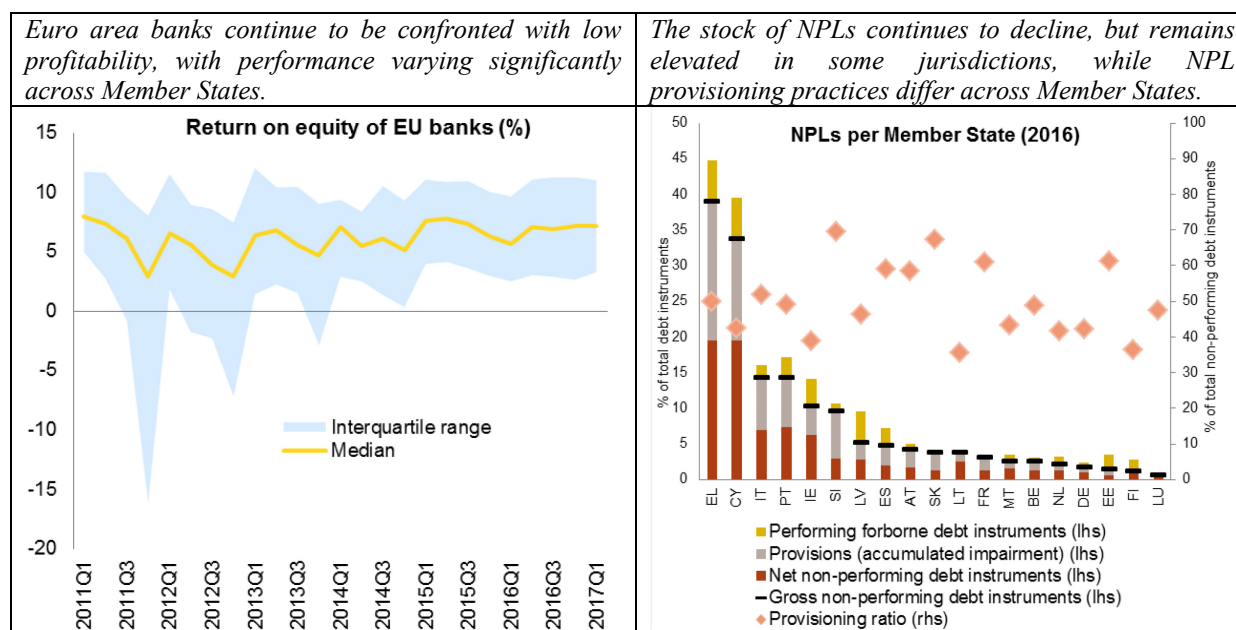 Euro area banks continue to be confronted with low
profitability, with performance varying significantly
across Member States.
The stock of NPLs continues to decline, but remains
elevated in some jurisdictions, while NPL
provisioning practices differ across Member States.
Return on equity of EU banks (%)
15
10
5
0
-5
-10
-15
-20
Interquartile range
Median
2011Q1
2011Q3
2012Q1
2012Q3
2013Q1
2013Q3
2014Q1
2014Q3
2015Q1
2015Q3
2016Q1
2016Q3
2017Q1
NPLs per Member State (2016)
% of total debt instruments
50
45
40
35
30
25
20
15
10
5
0
100
90
80
70
60
50
40
30
20
10
0
% of total non-performing debt instruments
EL
CY
IT
PT
IE
SI
LV
ES
AT
SK
LT
FR
MT
BE
NL
DE
EE
FI
LU
Performing forborne debt instruments (lhs)
Provisions (accumulated impairment) (lhs)
Net non-performing debt instruments (lhs)
Gross non-performing debt instruments (lhs)
Provisioning ratio (rhs)